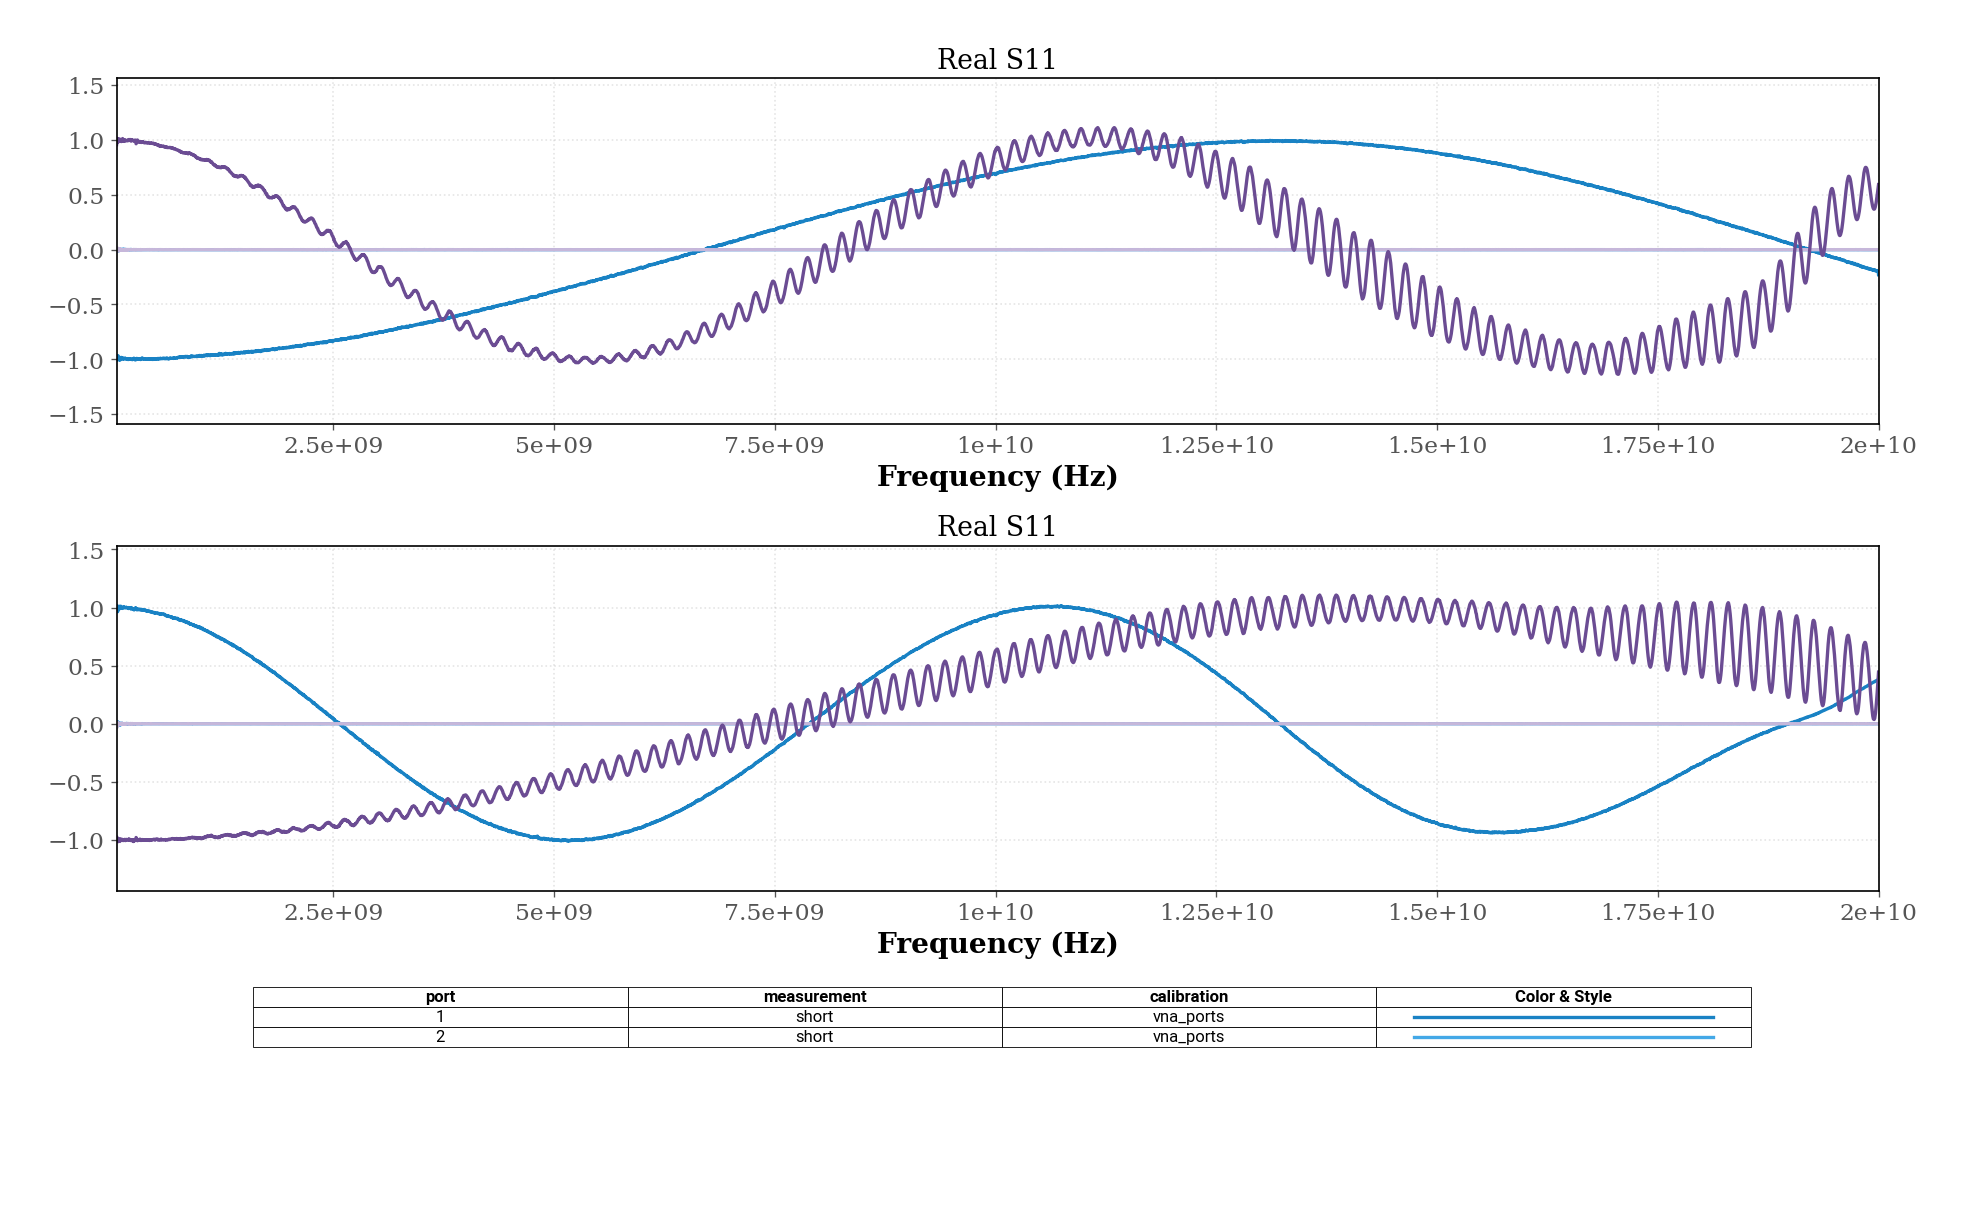 Real S11
1.5
1.0
0.5
0.0
−0.5
−1.0
−1.5
2.5e+09 5e+09 7.5e+09 1e+10 1.25e+10 1.5e+10 1.75e+10 2e+10
Frequency (Hz)
Real S11
1.5
1.0
0.5
0.0
−0.5
−1.0
2.5e+09 5e+09 7.5e+09 1e+10 1.25e+10 1.5e+10 1.75e+10 2e+10
Frequency (Hz)
port measurement calibration Color & Style
1 short vna_ports
2 short vna_ports